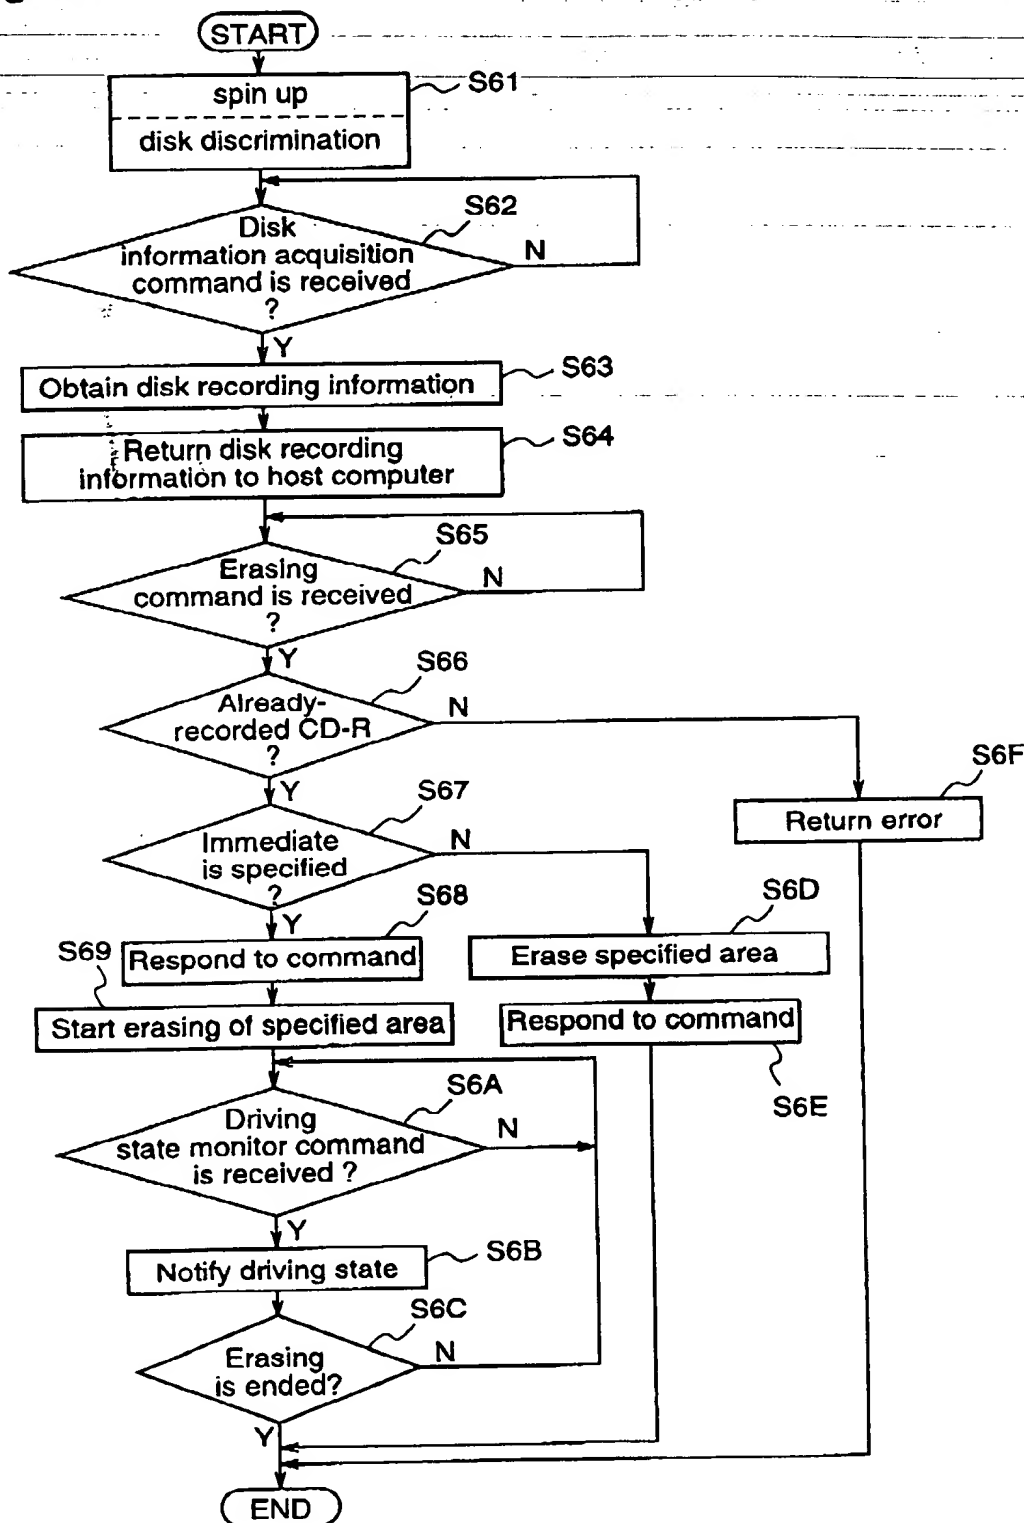 START
S61
spin up
disk discrimination
S62
Disk
information acquisition
command is received
?
N
Y
S63
Obtain disk recording information
S64
Return disk recording
information to host computer
S65
Erasing
command is received
?
N
Y
S66
Already-
recorded CD-R
?
N
Y
S6F
Return error
S67
Immediate
is specified
?
N
Y
S68
Respond to command
S6D
Erase specified area
S69
Start erasing of specified area
Respond to command
S6E
S6A
Driving
state monitor command
is received ?
N
Y
S6B
Notify driving state
S6C
Erasing
is ended?
N
Y
END